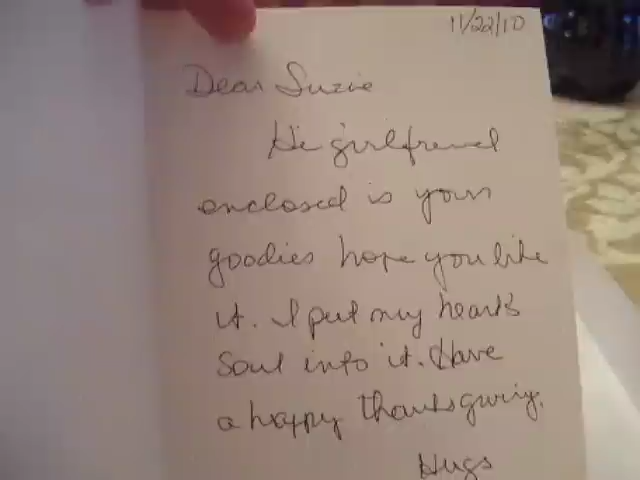 11/22/10
Dear Suzie
Hi girlfriend
enclosed is your
goodies hope you like
it. I put my heart &
soul into it. Have
a happy thanksgiving.
Hugs